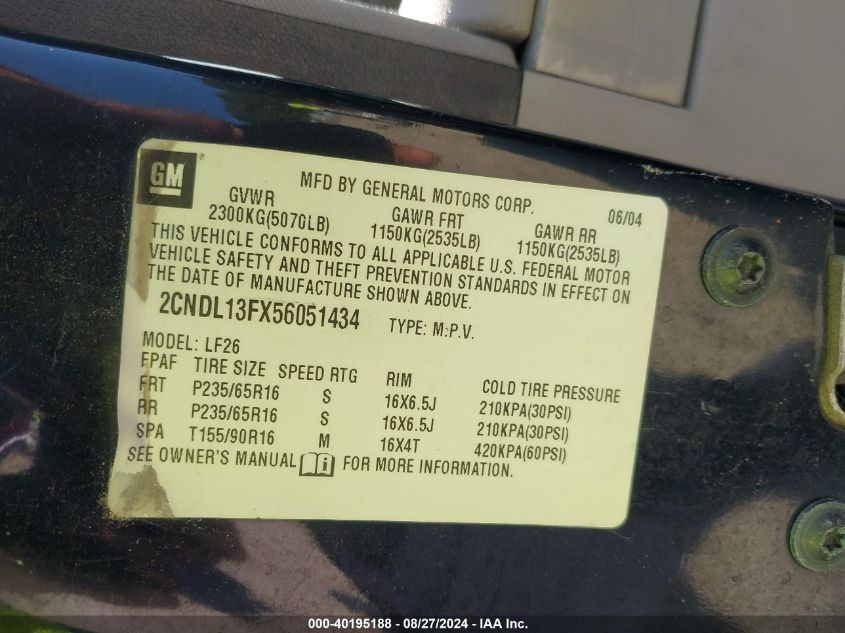 GM ®
MFD BY GENERAL MOTORS CORP. 06/04
GVWR GAWR FRT GAWR RR
2300KG(5070LB) 1150KG(2535LB) 1150KG(2535LB)
THIS VEHICLE CONFORMS TO ALL APPLICABLE U.S. FEDERAL MOTOR
VEHICLE SAFETY AND THEFT PREVENTION STANDARDS IN EFFECT ON
THE DATE OF MANUFACTURE SHOWN ABOVE.
2CNDL13FX56051434 TYPE: M.P.V.
MODEL: LF26
FPAF TIRE SIZE SPEED RTG RIM COLD TIRE PRESSURE
FRT P235/65R16 S 16X6.5J 210KPA(30PSI)
RR P235/65R16 S 16X6.5J 210KPA(30PSI)
SPA T155/90R16 M 16X4T 420KPA(60PSI)
SEE OWNER'S MANUAL FOR MORE INFORMATION.
000-40195188 - 08/27/2024 - IAA Inc.